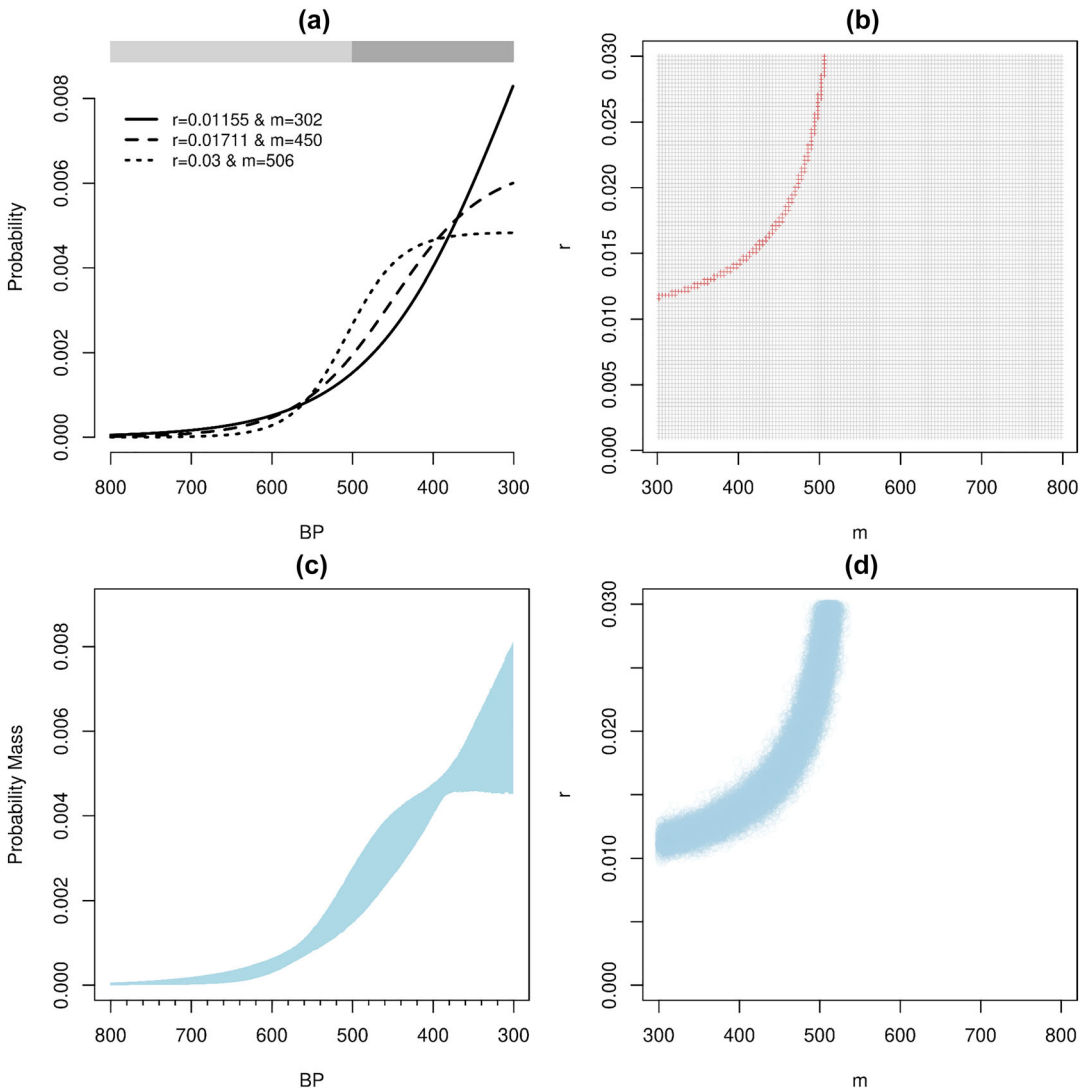 (a)
0.008
0.006
0.004
0.002
0.000
Probability
r=0.01155 & m=302
r=0.01711 & m=450
r=0.03 & m=506
800 700 600 500 400 300
BP
(b)
0.030
0.025
0.020
0.015
0.010
0.005
0.000
r
300 400 500 600 700 800
m
(c)
0.008
0.006
0.004
0.002
0.000
Probability Mass
800 700 600 500 400 300
BP
(d)
0.030
0.020
0.010
0.000
r
300 400 500 600 700 800
m